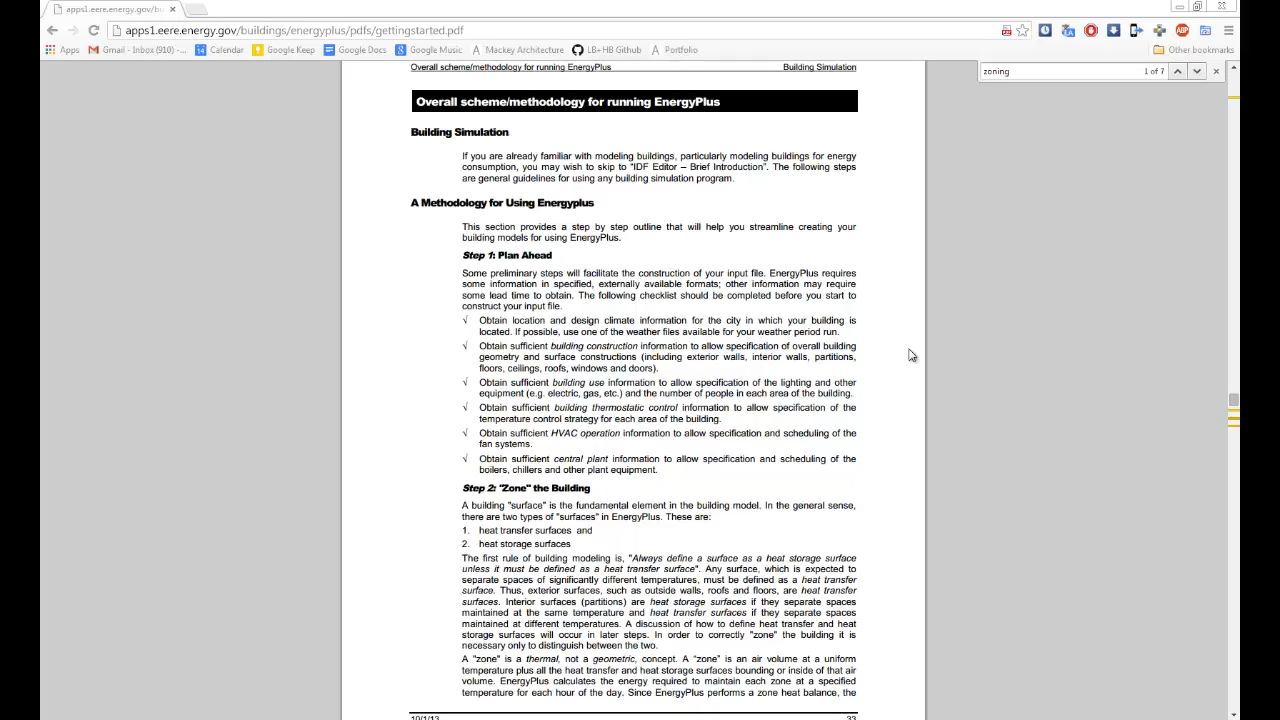 apps1.eere.energy.gov/bu
apps1.eere.energy.gov/buildings/energyplus/pdfs/gettingstarted.pdf
Apps Gmail - Inbox (910) -... Calendar Google Keep Google Docs Google Music Mackey Architecture LB+HB Github Portfolio Other bookmarks
zoning 1 of 7
Overall scheme/methodology for running EnergyPlus Building Simulation
Overall scheme/methodology for running EnergyPlus
Building Simulation
If you are already familiar with modeling buildings, particularly modeling buildings for energy
consumption, you may wish to skip to "IDF Editor – Brief Introduction". The following steps
are general guidelines for using any building simulation program.
A Methodology for Using Energyplus
This section provides a step by step outline that will help you streamline creating your
building models for using EnergyPlus.
Step 1: Plan Ahead
Some preliminary steps will facilitate the construction of your input file. EnergyPlus requires
some information in specified, externally available formats; other information may require
some lead time to obtain. The following checklist should be completed before you start to
construct your input file.
√ Obtain location and design climate information for the city in which your building is
located. If possible, use one of the weather files available for your weather period run.
√ Obtain sufficient building construction information to allow specification of overall building
geometry and surface constructions (including exterior walls, interior walls, partitions,
floors, ceilings, roofs, windows and doors).
√ Obtain sufficient building use information to allow specification of the lighting and other
equipment (e.g. electric, gas, etc.) and the number of people in each area of the building.
√ Obtain sufficient building thermostatic control information to allow specification of the
temperature control strategy for each area of the building.
√ Obtain sufficient HVAC operation information to allow specification and scheduling of the
fan systems.
√ Obtain sufficient central plant information to allow specification and scheduling of the
boilers, chillers and other plant equipment.
Step 2: "Zone" the Building
A building "surface" is the fundamental element in the building model. In the general sense,
there are two types of "surfaces" in EnergyPlus. These are:
1. heat transfer surfaces and
2. heat storage surfaces
The first rule of building modeling is, "Always define a surface as a heat storage surface
unless it must be defined as a heat transfer surface". Any surface, which is expected to
separate spaces of significantly different temperatures, must be defined as a heat transfer
surface. Thus, exterior surfaces, such as outside walls, roofs and floors, are heat transfer
surfaces. Interior surfaces (partitions) are heat storage surfaces if they separate spaces
maintained at the same temperature and heat transfer surfaces if they separate spaces
maintained at different temperatures. A discussion of how to define heat transfer and heat
storage surfaces will occur in later steps. In order to correctly "zone" the building it is
necessary only to distinguish between the two.
A "zone" is a thermal, not a geometric, concept. A "zone" is an air volume at a uniform
temperature plus all the heat transfer and heat storage surfaces bounding or inside of that air
volume. EnergyPlus calculates the energy required to maintain each zone at a specified
temperature for each hour of the day. Since EnergyPlus performs a zone heat balance, the
10/1/13 33